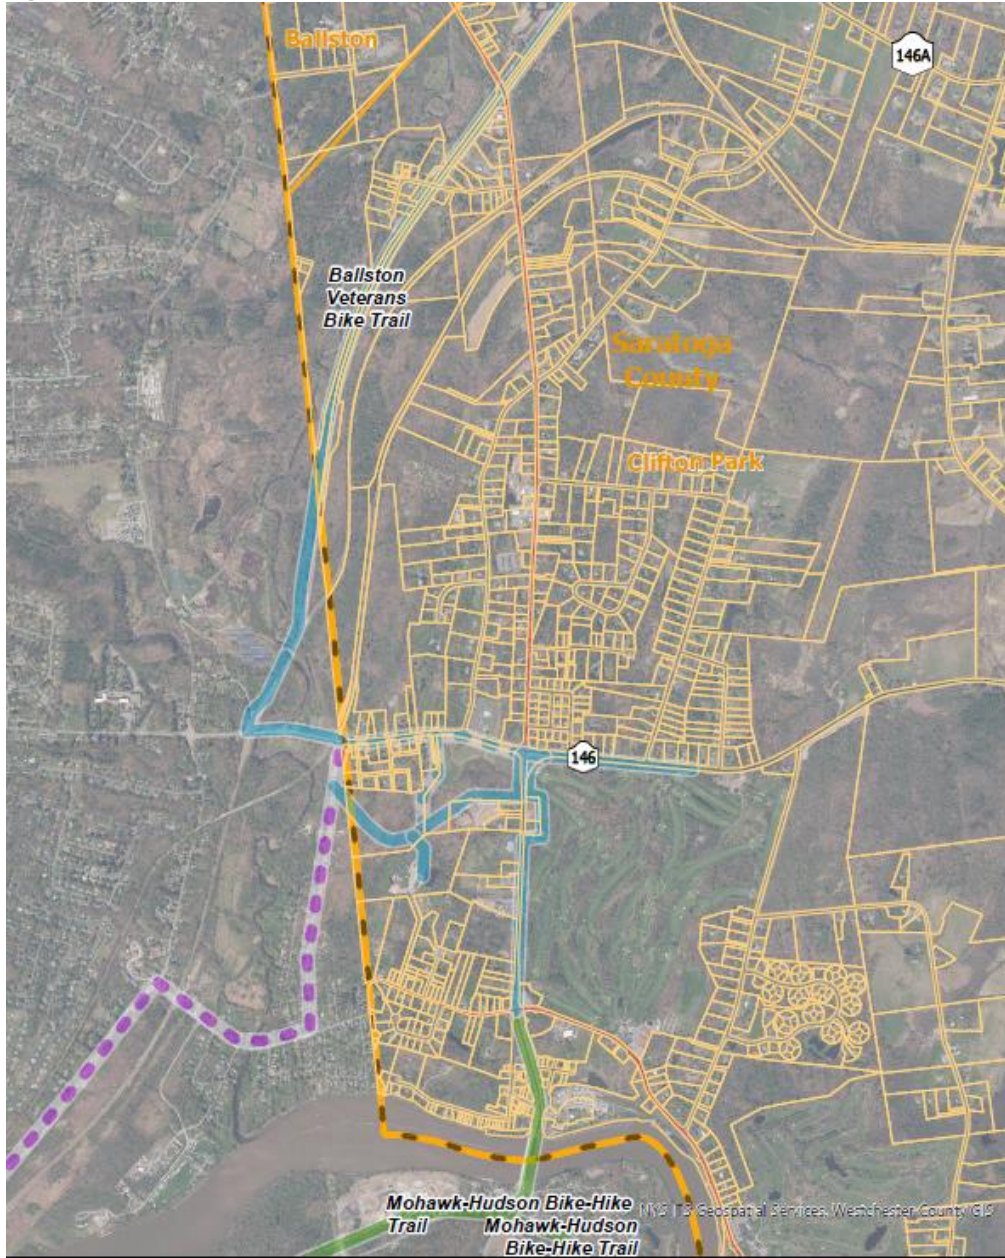 Ballston
146A
Ballston
Veterans
Bike Trail
Saratoga
County
Clifton Park
146
Mohawk-Hudson Bike-Hike
Trail
Mohawk-Hudson
Bike-Hike Trail
NYS ITS Geospatial Services, Westchester County GIS